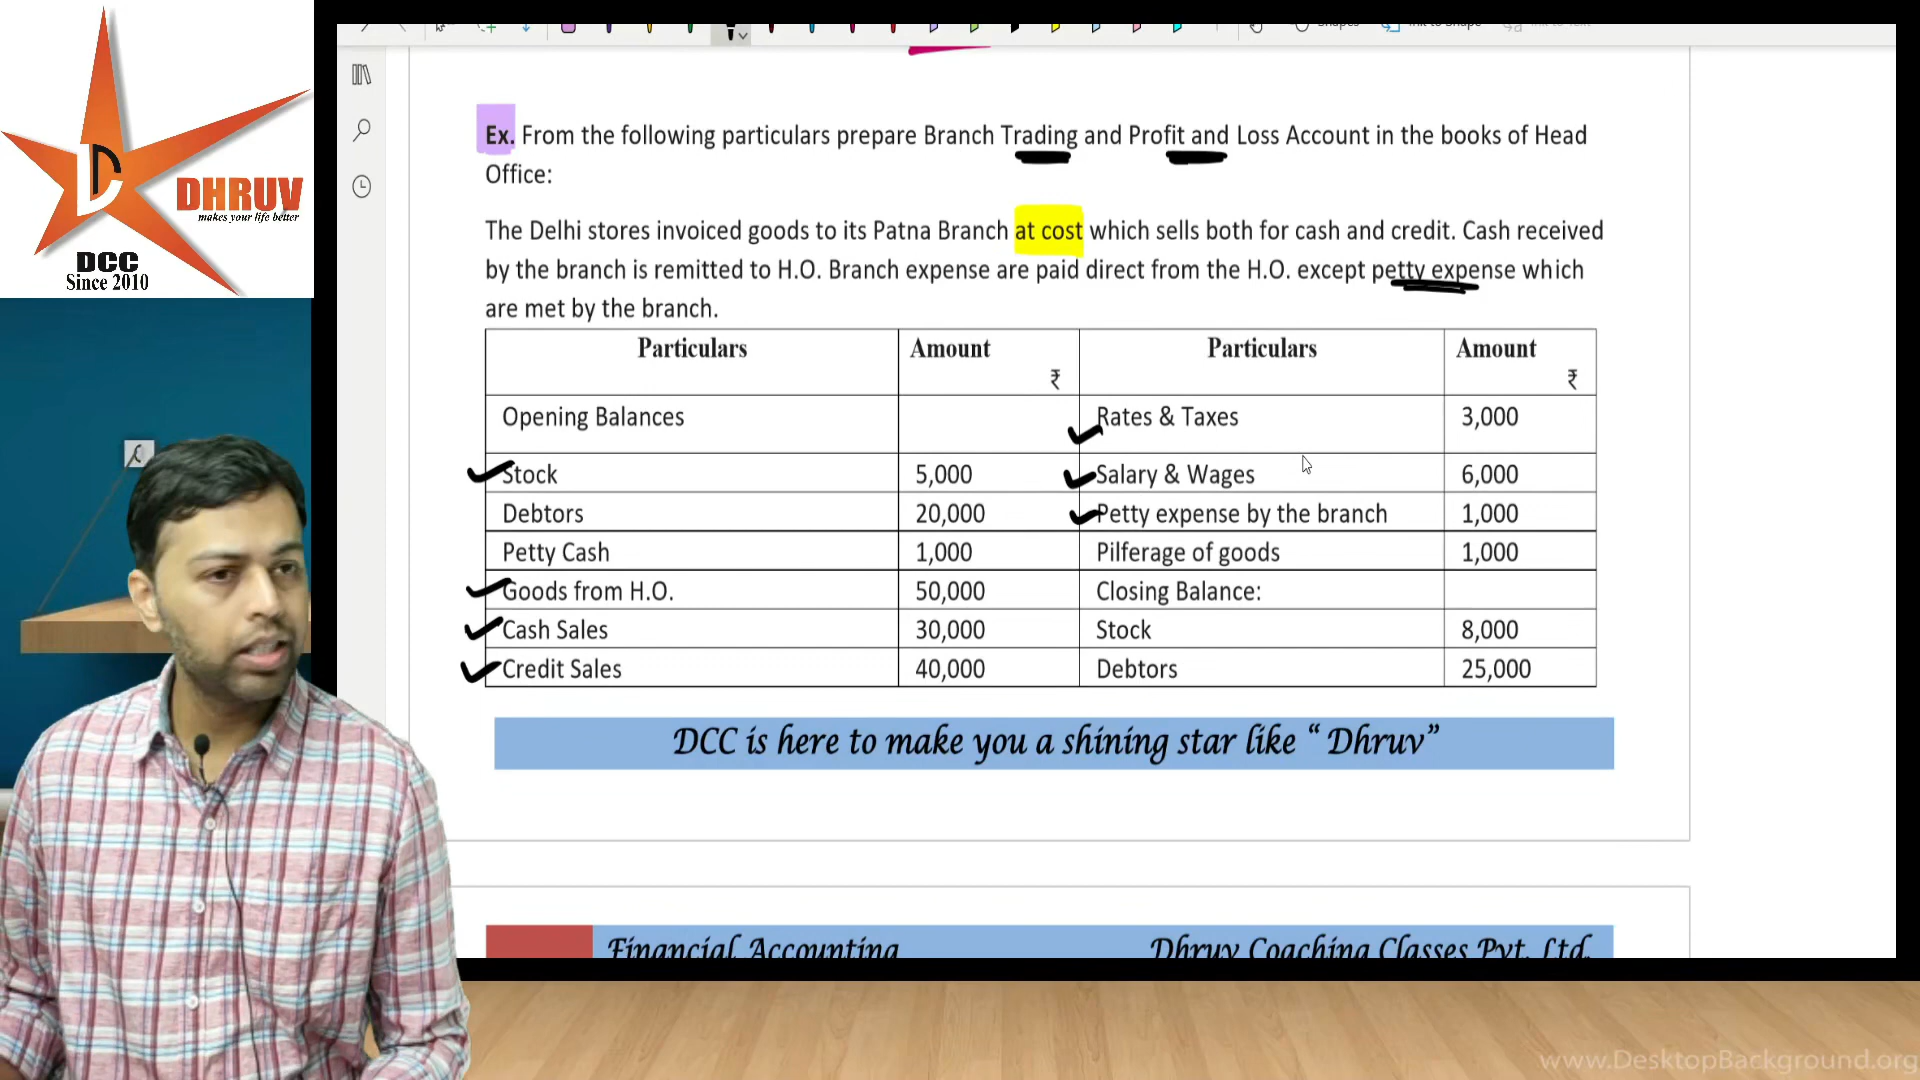 Shapes
Ink to Shape
Ink to Text
D
DHRUV
makes your life better
DCC
Since 2010
Ex. From the following particulars prepare Branch Trading and Profit and Loss Account in the books of Head
Office:
The Delhi stores invoiced goods to its Patna Branch at cost which sells both for cash and credit. Cash received
by the branch is remitted to H.O. Branch expense are paid direct from the H.O. except petty expense which
are met by the branch.
Particulars Amount ₹ Particulars Amount ₹
Opening Balances Rates & Taxes 3,000
Stock 5,000 Salary & Wages 6,000
Debtors 20,000 Petty expense by the branch 1,000
Petty Cash 1,000 Pilferage of goods 1,000
Goods from H.O. 50,000 Closing Balance:
Cash Sales 30,000 Stock 8,000
Credit Sales 40,000 Debtors 25,000
DCC is here to make you a shining star like “ Dhruv”
Financial Accounting Dhruv Coaching Classes Pvt. Ltd.
www.DesktopBackground.org